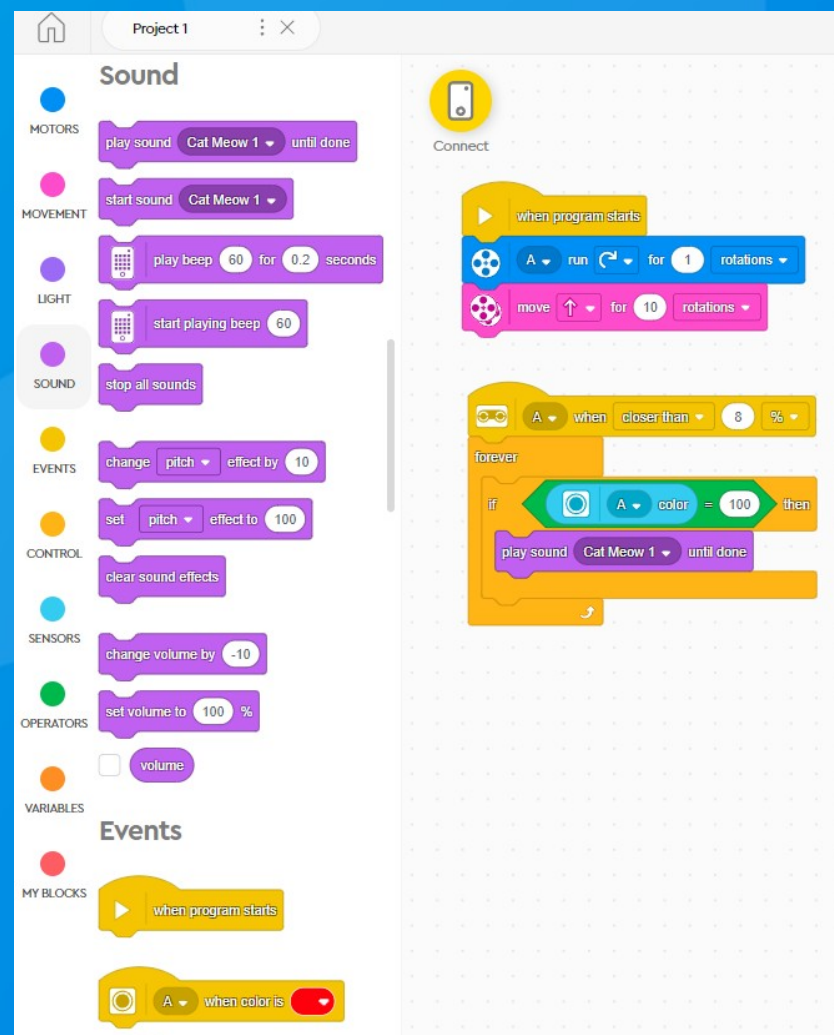 Project 1
Sound
MOTORS
play sound Cat Meow 1 until done
start sound Cat Meow 1
MOVEMENT
play beep 60 for 0.2 seconds
LIGHT
start playing beep 60
SOUND
stop all sounds
EVENTS
change pitch effect by 10
set pitch effect to 100
CONTROL
clear sound effects
SENSORS
change volume by -10
set volume to 100 %
OPERATORS
volume
VARIABLES
Events
MY BLOCKS
when program starts
A when color is
Connect
when program starts
A run for 1 rotations
move for 10 rotations
A when closer than 8 %
forever
if A color = 100 then
play sound Cat Meow 1 until done